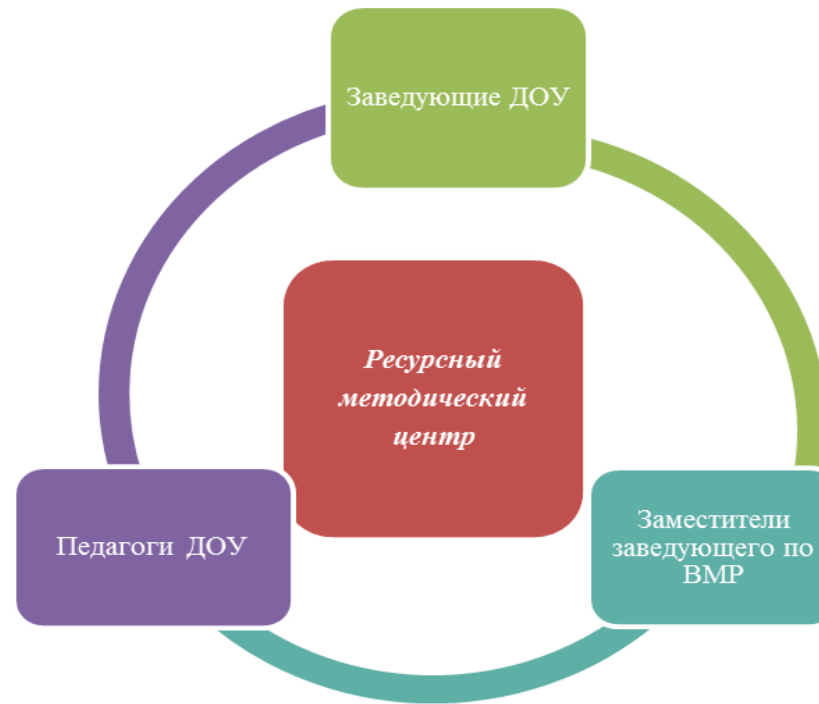 Заведующие ДОУ
Ресурсный
методический
центр
Педагоги ДОУ
Заместители
заведующего по
ВМР